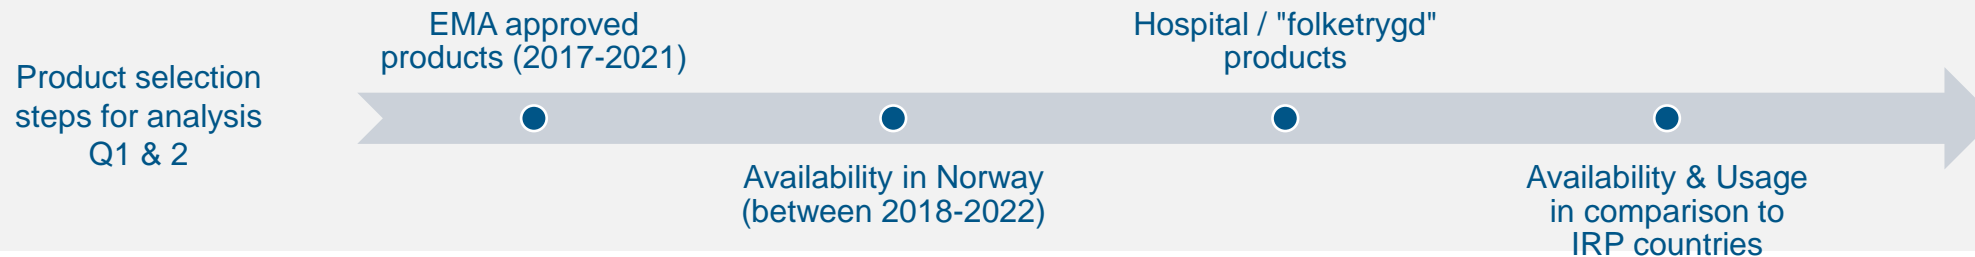 Product selection
steps for analysis
Q1 & 2
EMA approved
products (2017-2021)
Availability in Norway
(between 2018-2022)
Hospital / "folketrygd"
products
Availability & Usage
in comparison to
IRP countries